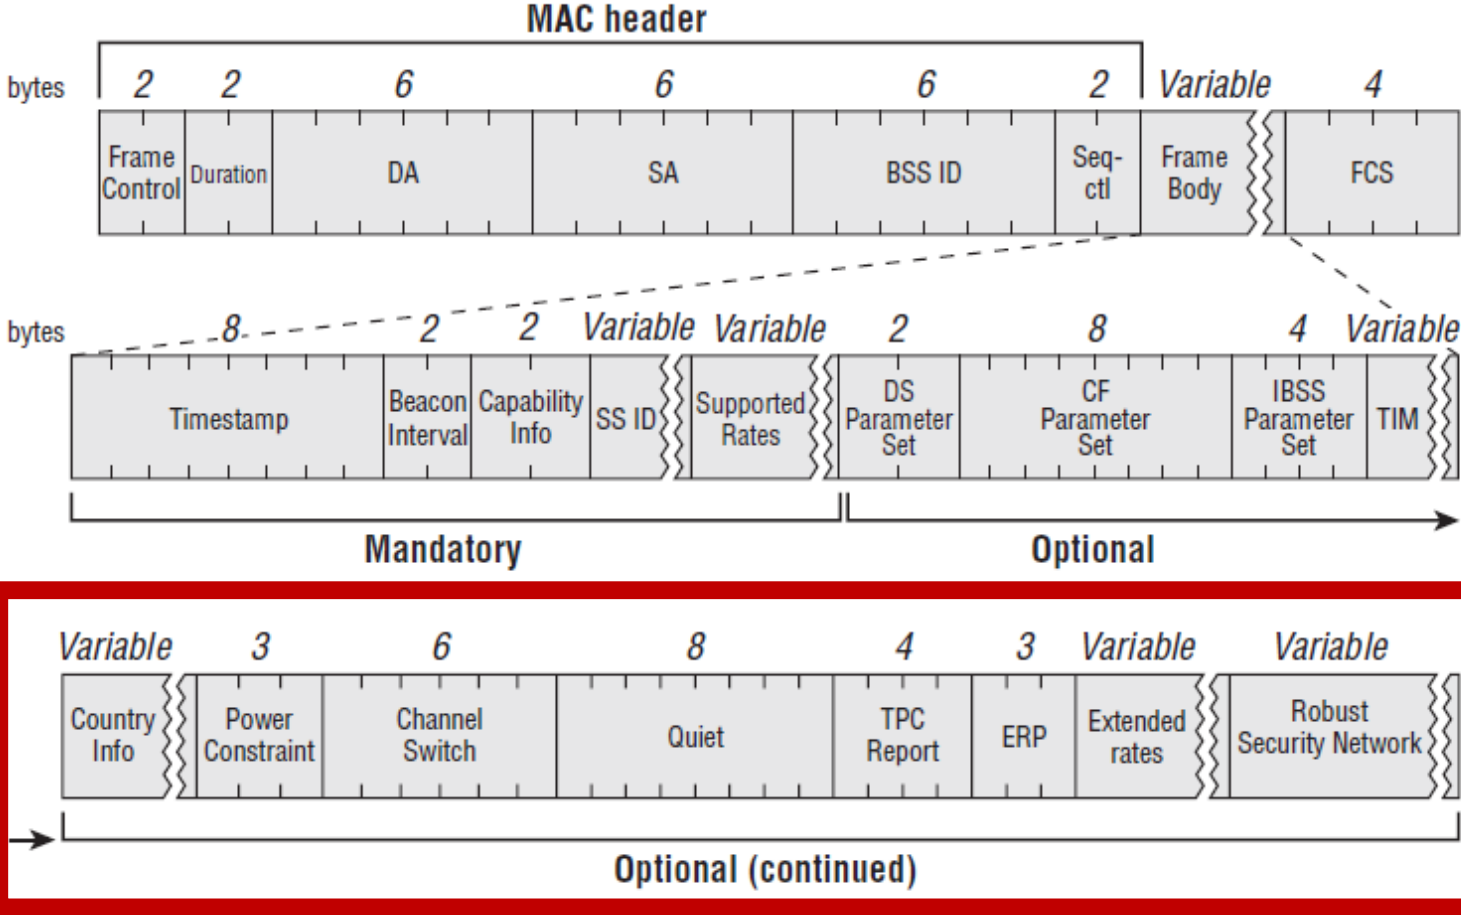 MAC header
bytes 2 2 6 6 6 2 Variable 4
Frame Control Duration DA SA BSS ID Seq-ctl Frame Body FCS
bytes 8 2 2 Variable Variable 2 8 4 Variable
Timestamp Beacon Interval Capability Info SS ID Supported Rates DS Parameter Set CF Parameter Set IBSS Parameter Set TIM
Mandatory Optional
Variable 3 6 8 4 3 Variable Variable
Country Info Power Constraint Channel Switch Quiet TPC Report ERP Extended rates Robust Security Network
Optional (continued)